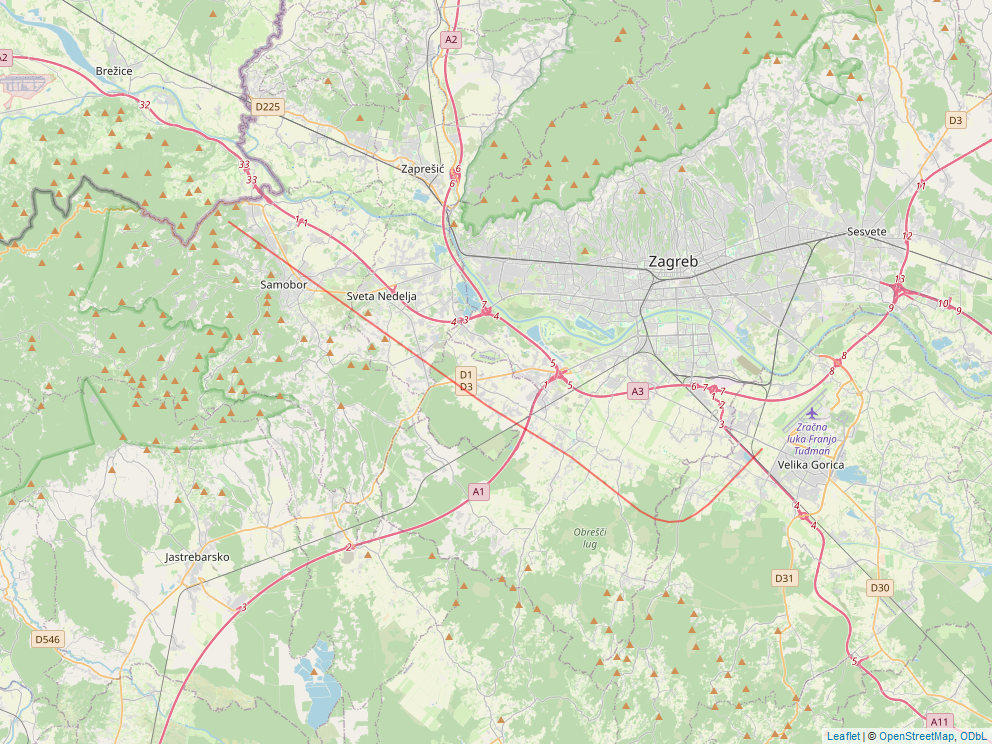 A2
A2
Brežice
32
D225
D3
33
33
Zaprešić
6
6
11
1
1
12
Sesvete
Zagreb
Samobor
Sveta Nedelja
13
10
9
9
7
4
3
4
5
5
1
8
8
D1
D3
A3
6
7
7
1
2
3
Zračna
luka Franjo
Tuđman
Velika Gorica
A1
4
4
Obrešči
lug
2
Jastrebarsko
D31
D30
3
D546
5
A11
Leaflet | © OpenStreetMap, ODbL